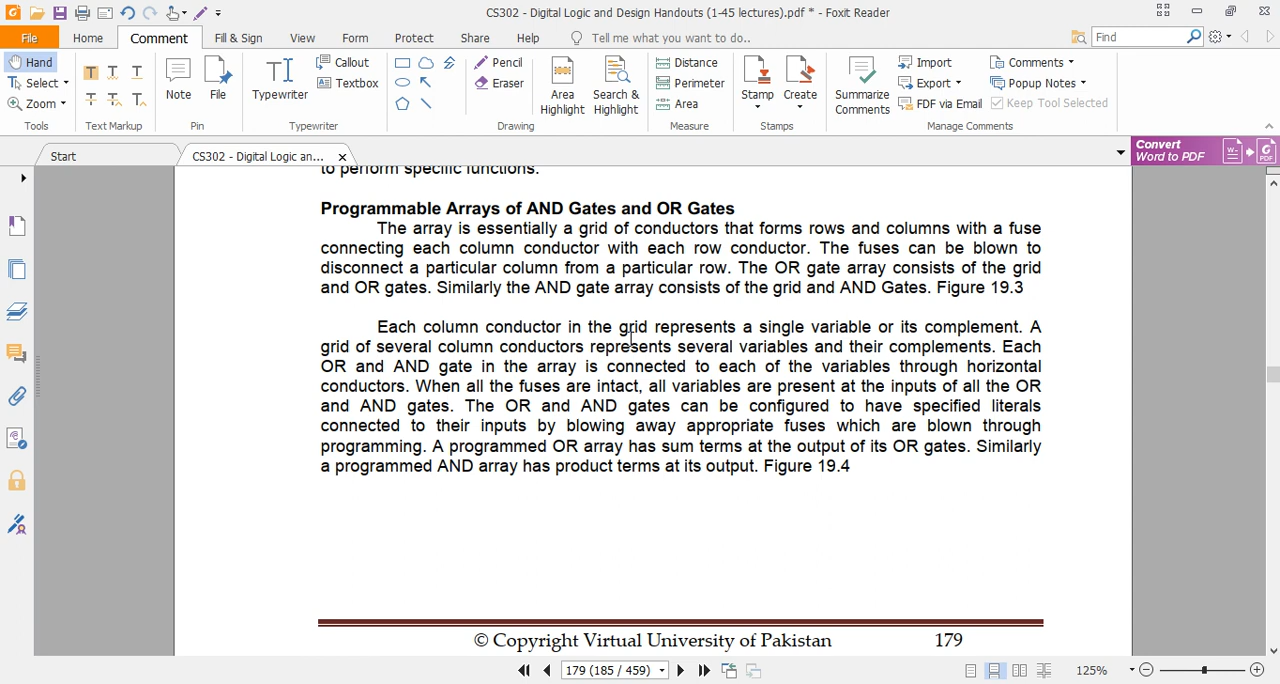 CS302 - Digital Logic and Design Handouts (1-45 lectures).pdf * - Foxit Reader
File Home Comment Fill & Sign View Form Protect Share Help Tell me what you want to do.. Find
Hand Select Zoom
Tools
Text Markup
Note File
Pin
Typewriter Callout Textbox
Typewriter
Pencil Eraser Area Highlight Search & Highlight
Drawing
Distance Perimeter Area
Measure
Stamp Create
Stamps
Summarize Comments Import Export FDF via Email Comments Popup Notes Keep Tool Selected
Manage Comments
Start CS302 - Digital Logic an...
Convert
Word to PDF
to perform specific functions.
Programmable Arrays of AND Gates and OR Gates
The array is essentially a grid of conductors that forms rows and columns with a fuse
connecting each column conductor with each row conductor. The fuses can be blown to
disconnect a particular column from a particular row. The OR gate array consists of the grid
and OR gates. Similarly the AND gate array consists of the grid and AND Gates. Figure 19.3
Each column conductor in the grid represents a single variable or its complement. A
grid of several column conductors represents several variables and their complements. Each
OR and AND gate in the array is connected to each of the variables through horizontal
conductors. When all the fuses are intact, all variables are present at the inputs of all the OR
and AND gates. The OR and AND gates can be configured to have specified literals
connected to their inputs by blowing away appropriate fuses which are blown through
programming. A programmed OR array has sum terms at the output of its OR gates. Similarly
a programmed AND array has product terms at its output. Figure 19.4
© Copyright Virtual University of Pakistan 179
179 (185 / 459) 125%